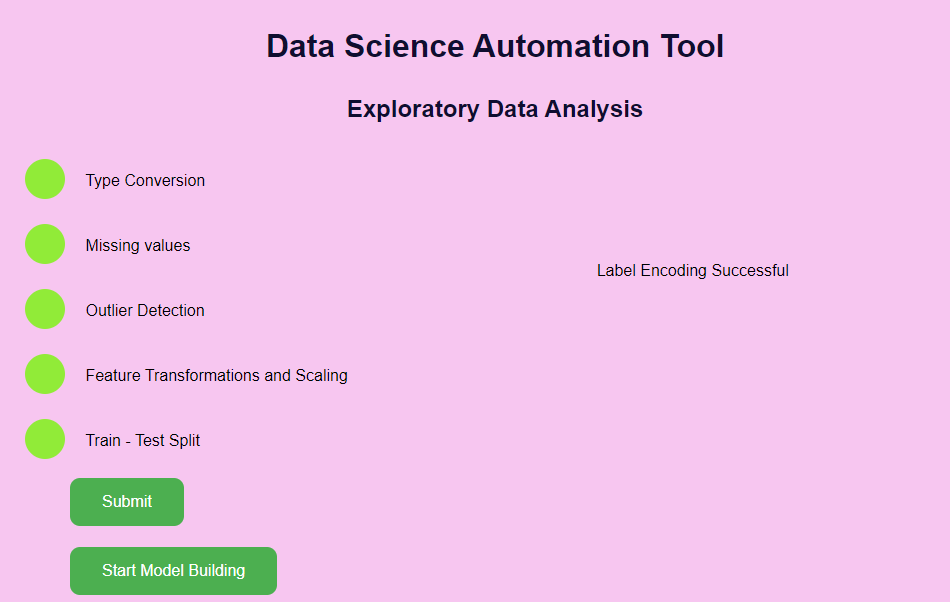 Data Science Automation Tool
Exploratory Data Analysis
Type Conversion
Missing values
Label Encoding Successful
Outlier Detection
Feature Transformations and Scaling
Train - Test Split
Submit
Start Model Building